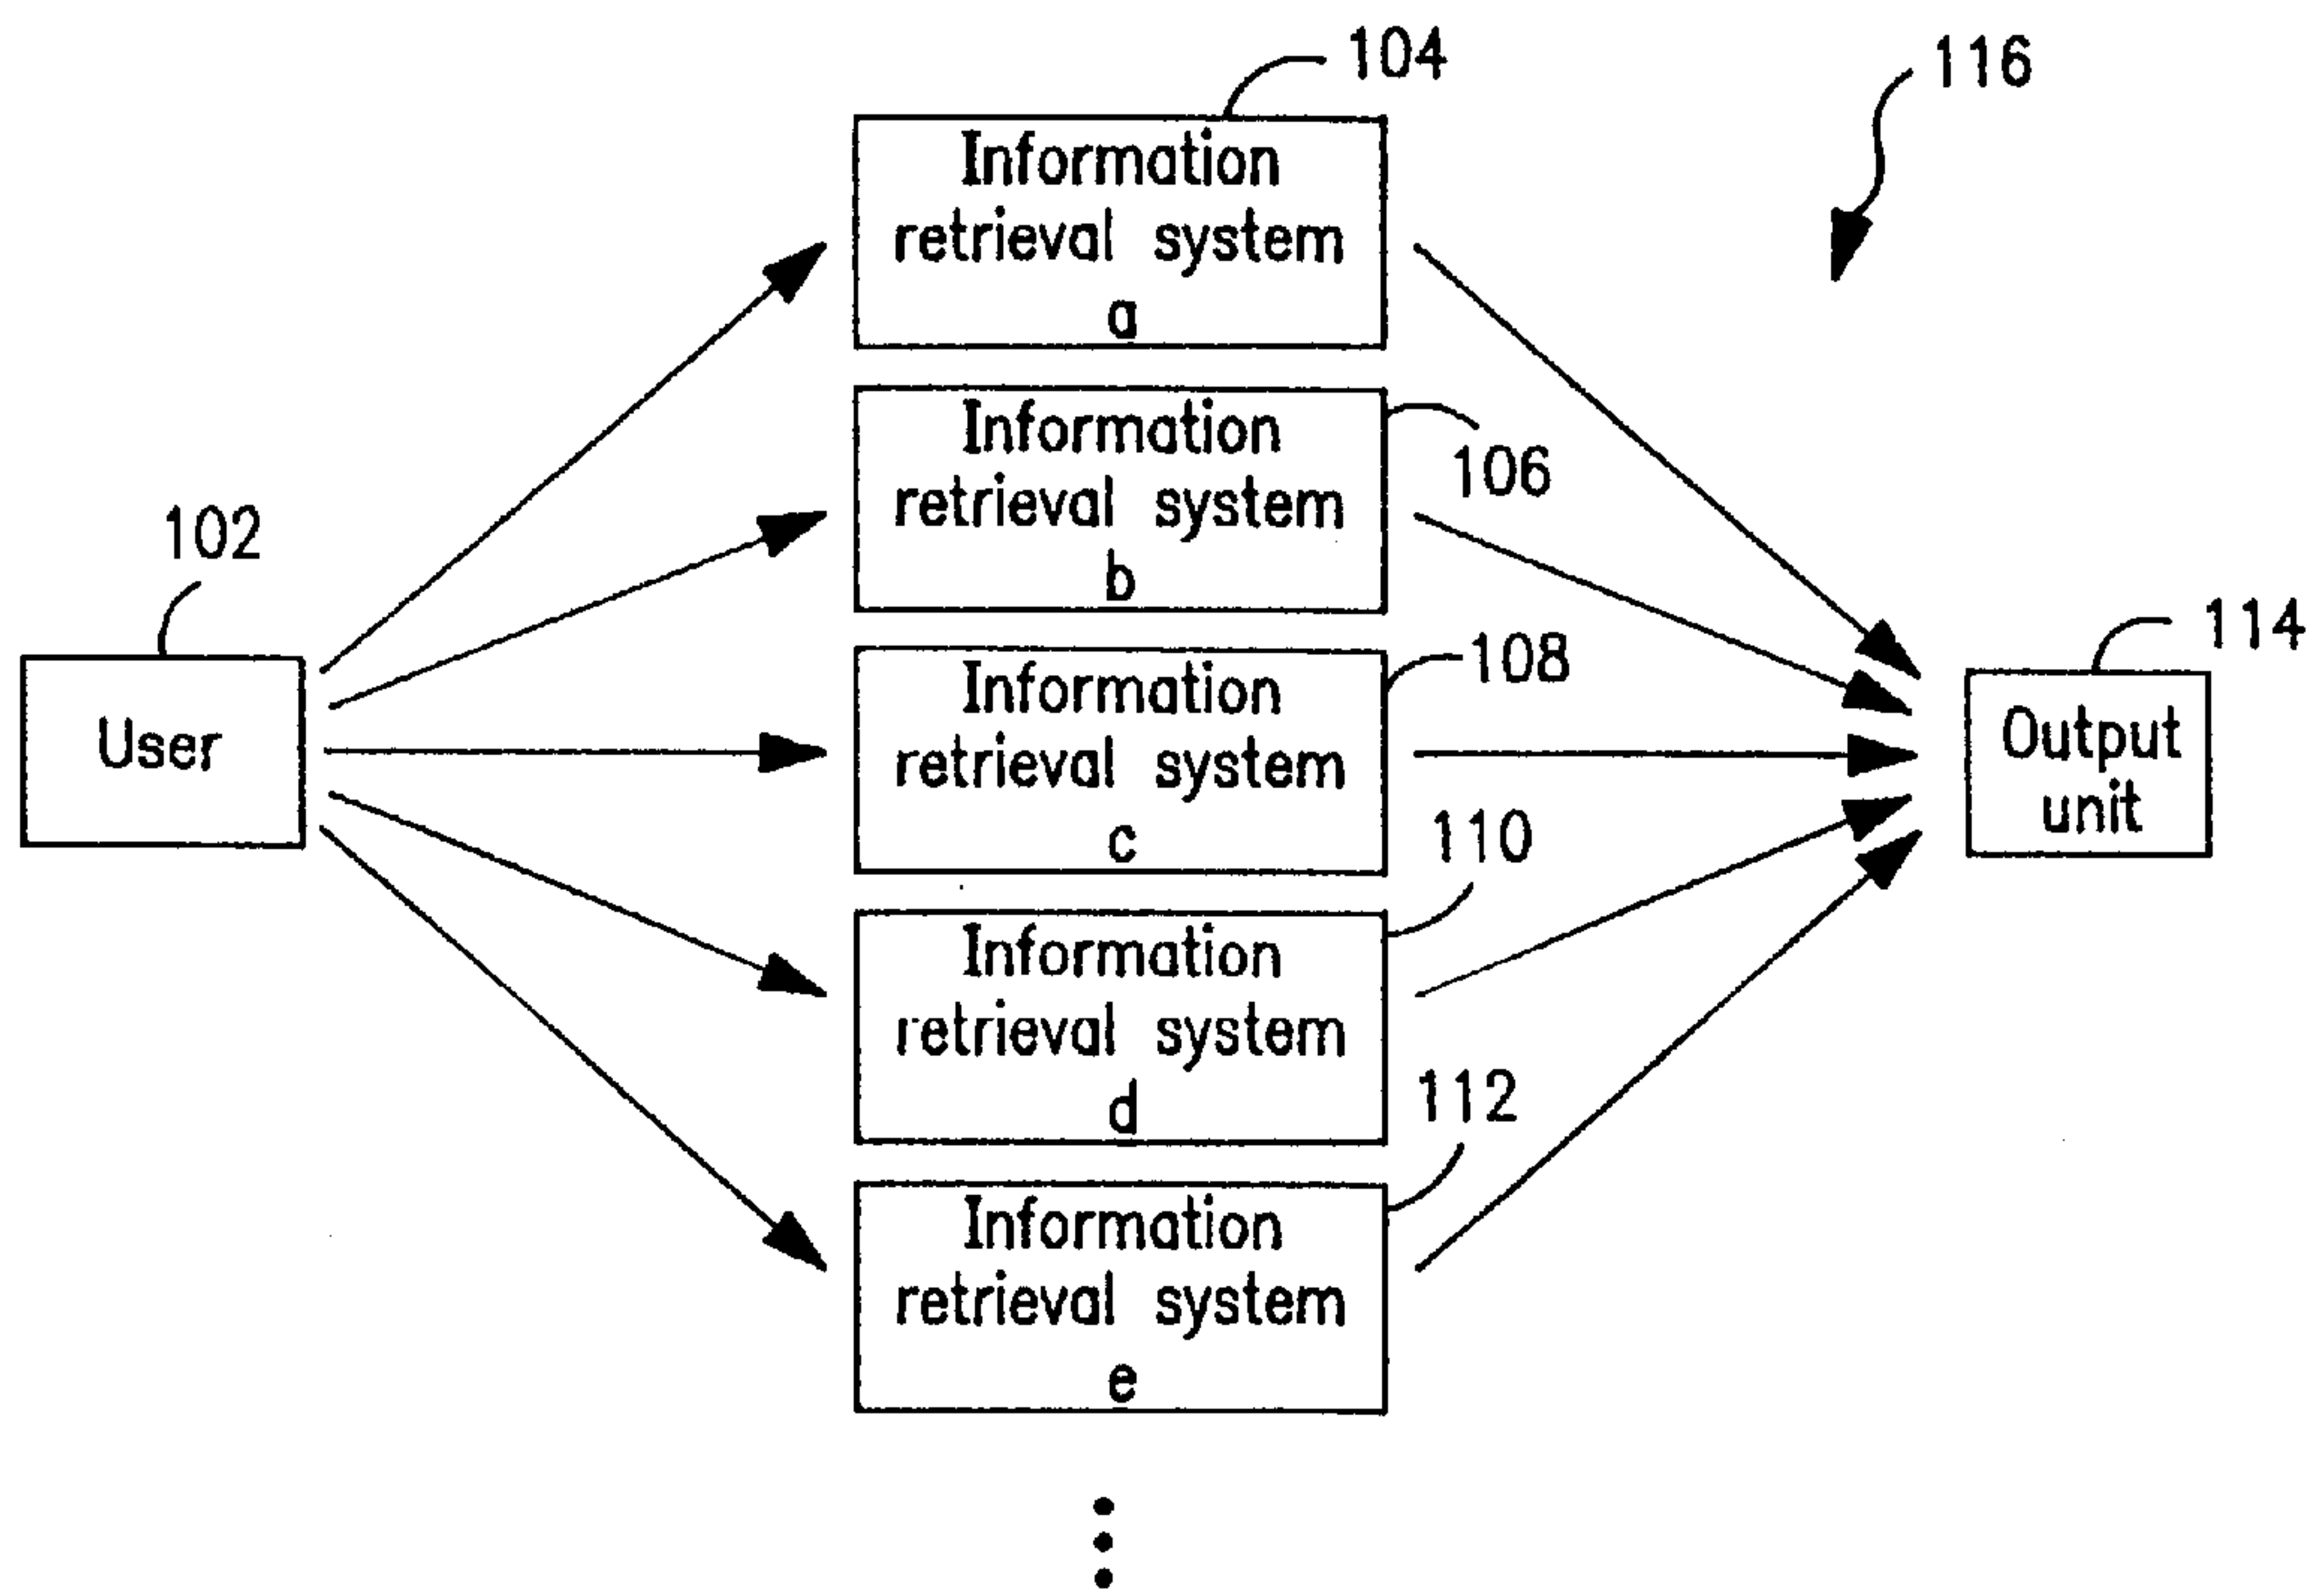 104
116
Information
retrieval system
a
Information
retrieval system
b
106
102
User
Information
retrieval system
c
108
114
Output
unit
110
Information
retrieval system
d
112
Information
retrieval system
e